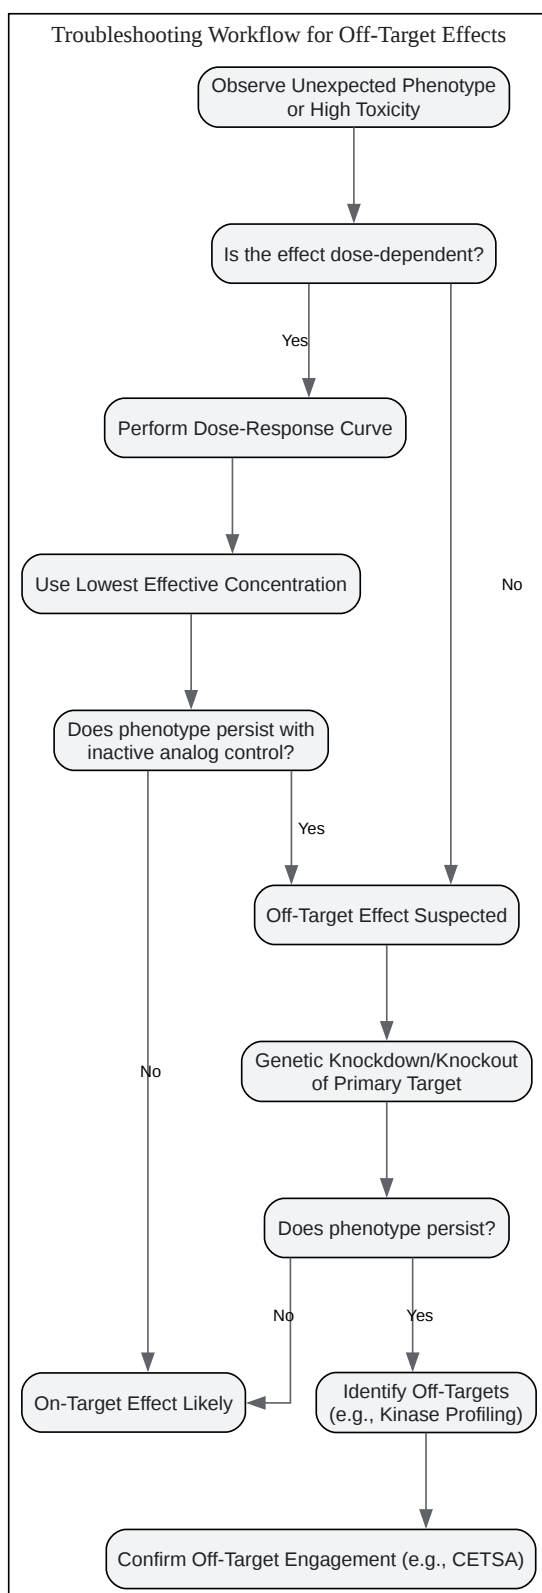 Troubleshooting Workflow for Off-Target Effects
Observe Unexpected Phenotype
or High Toxicity
Is the effect dose-dependent?
Yes
Perform Dose-Response Curve
Use Lowest Effective Concentration
No
Does phenotype persist with
inactive analog control?
Yes
Off-Target Effect Suspected
Genetic Knockdown/Knockout
of Primary Target
No
Does phenotype persist?
No
Yes
On-Target Effect Likely
Identify Off-Targets
(e.g., Kinase Profiling)
Confirm Off-Target Engagement (e.g., CETSA)